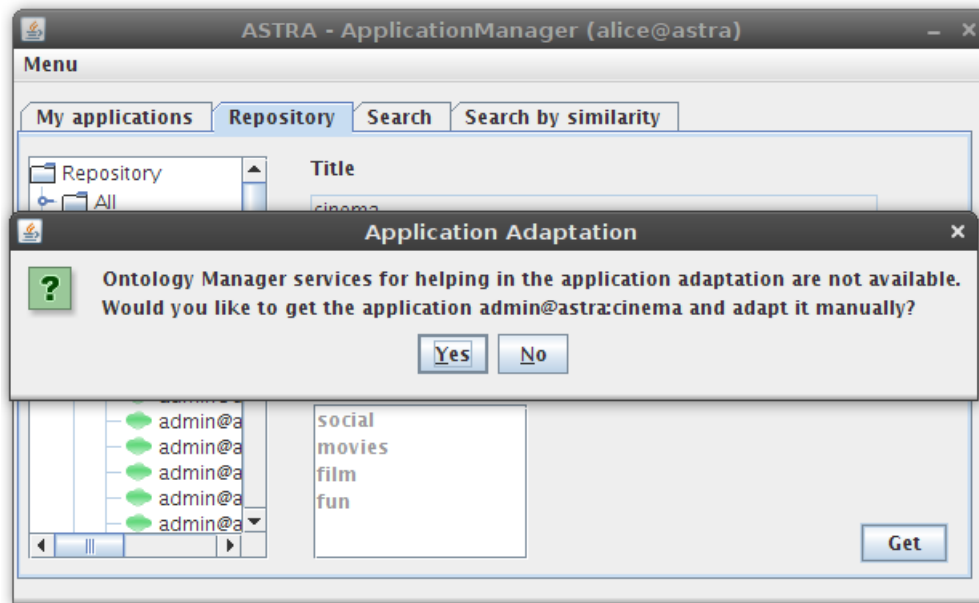 ASTRA - ApplicationManager (alice@astra)
Menu
My applications Repository Search Search by similarity
Repository
Title
All
cinema
Application Adaptation
Ontology Manager services for helping in the application adaptation are not available.
Would you like to get the application admin@astra:cinema and adapt it manually?
Yes No
admin@a
admin@a
admin@a
admin@a
admin@a
admin@a
social
movies
film
fun
Get